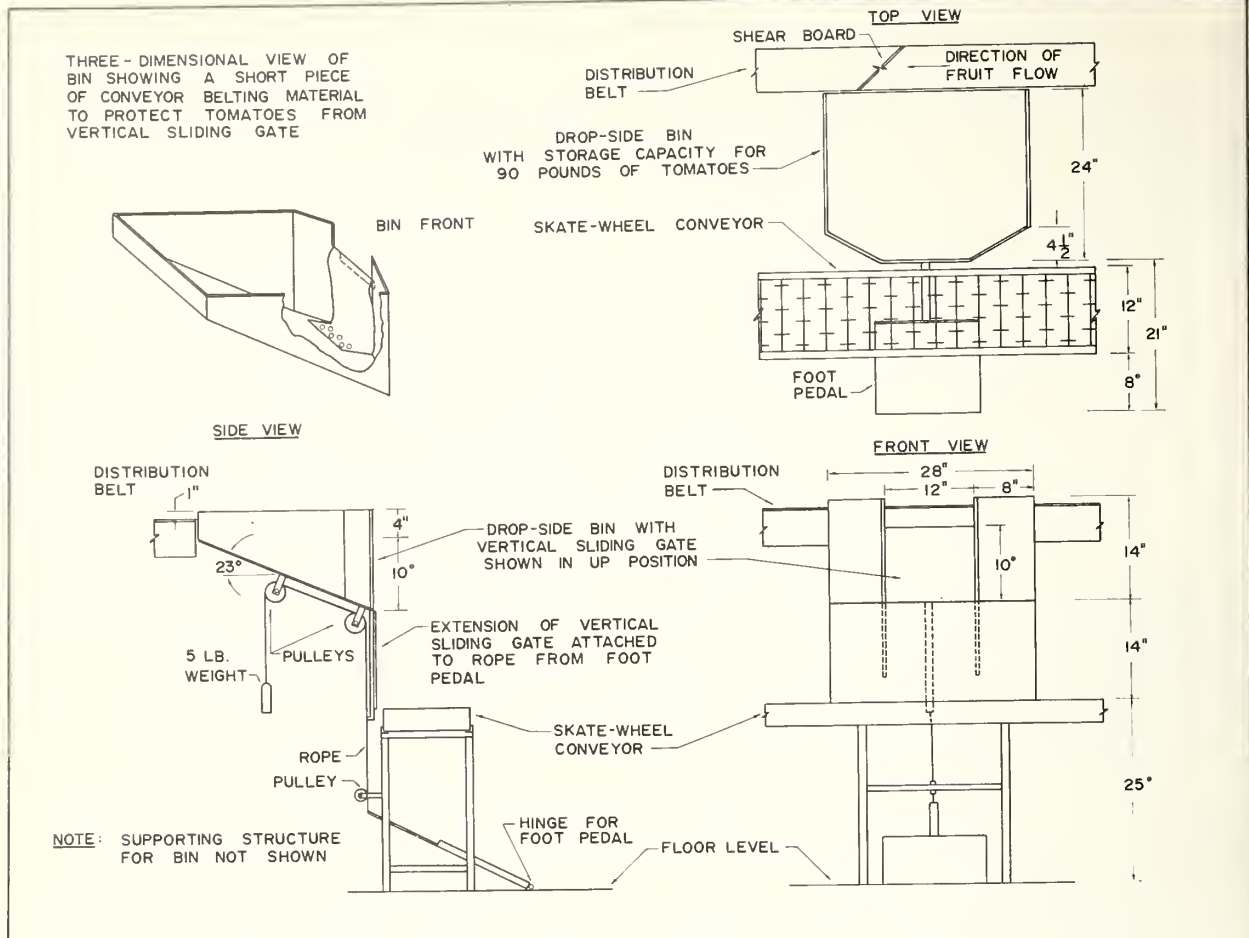 THREE-DIMENSIONAL VIEW OF
BIN SHOWING A SHORT PIECE
OF CONVEYOR BELTING MATERIAL
TO PROTECT TOMATOES FROM
VERTICAL SLIDING GATE
BIN FRONT
TOP VIEW
SHEAR BOARD
DIRECTION OF
FRUIT FLOW
DISTRIBUTION
BELT
DROP-SIDE BIN
WITH STORAGE CAPACITY FOR
90 POUNDS OF TOMATOES
24"
SKATE-WHEEL CONVEYOR
4½"
12"
21"
FOOT
PEDAL
8"
SIDE VIEW
DISTRIBUTION
BELT
1"
4"
23°
10"
DROP-SIDE BIN WITH
VERTICAL SLIDING GATE
SHOWN IN UP POSITION
EXTENSION OF VERTICAL
SLIDING GATE ATTACHED
TO ROPE FROM FOOT
PEDAL
PULLEYS
5 LB.
WEIGHT
SKATE-WHEEL
CONVEYOR
ROPE
PULLEY
HINGE FOR
FOOT PEDAL
NOTE: SUPPORTING STRUCTURE
FOR BIN NOT SHOWN
FLOOR LEVEL
FRONT VIEW
DISTRIBUTION
BELT
28"
12"
8"
10"
14"
14"
25"